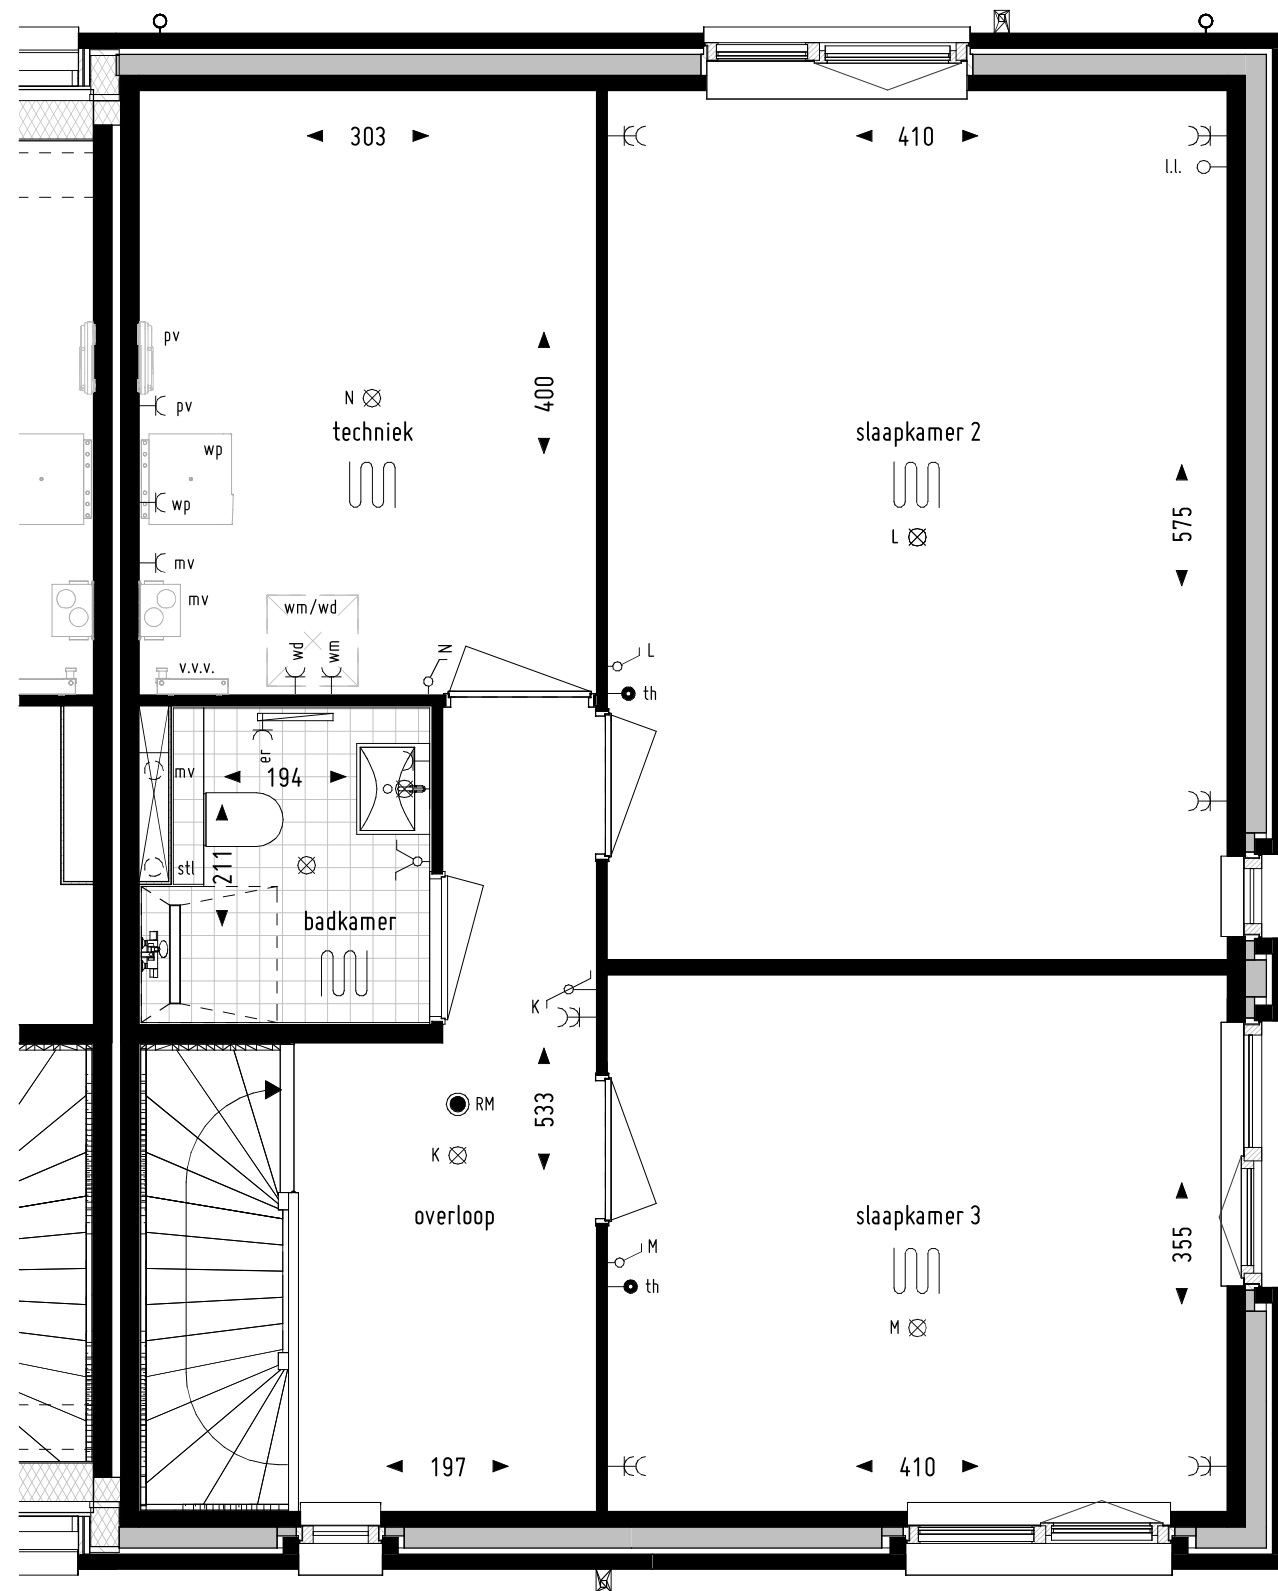 303
410
l.l.
pv
pv
N
techniek
400
slaapkamer 2
L
575
wp
wp
mv
mv
wm/wd
wd
wm
v.v.v.
N
L
th
er
mv
194
211
stl
badkamer
K
533
RM
K
overloop
slaapkamer 3
M
th
355
M
197
410